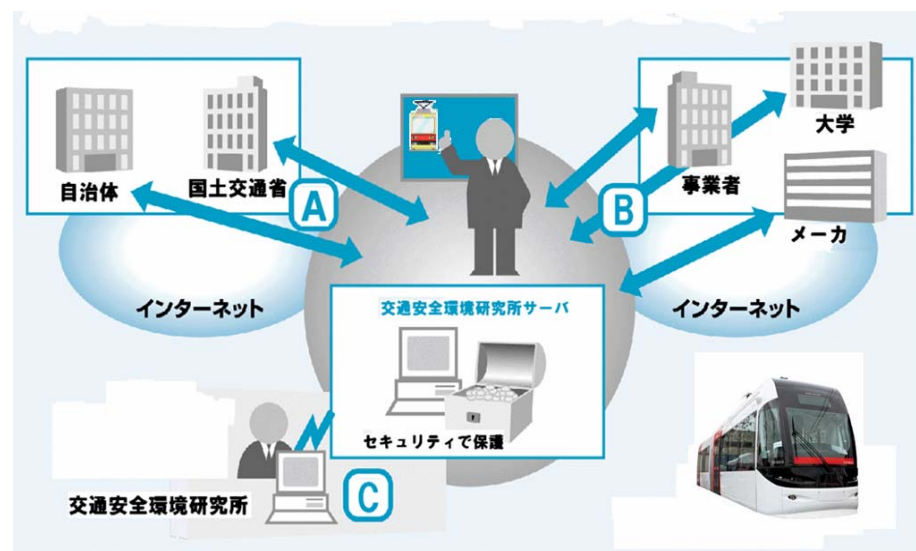 自治体
国土交通省
A
B
事業者
大学
メーカ
インターネット
インターネット
交通安全環境研究所サーバ
セキュリティで保護
交通安全環境研究所
C